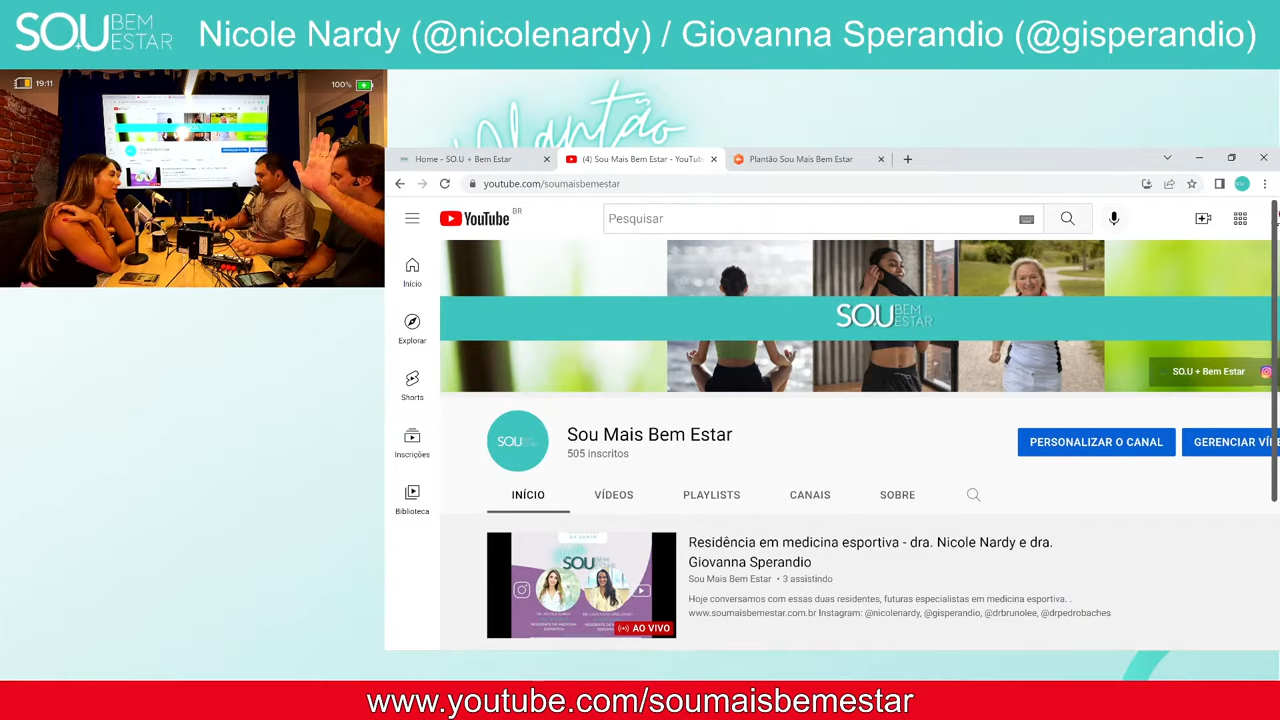 SO.U+ BEM ESTAR
Nicole Nardy (@nicolenardy) / Giovanna Sperandio (@gisperandio)
19:11
100%
Plantão
Home - SO.U + Bem Estar
(4) Sou Mais Bem Estar - YouTub
Plantão Sou Mais Bem Estar
youtube.com/soumaisbemestar
YouTube BR
Pesquisar
Início
Explorar
Shorts
Inscrições
Biblioteca
SO.U BEM ESTAR
SO.U + Bem Estar
SO.U
Sou Mais Bem Estar
505 inscritos
PERSONALIZAR O CANAL
GERENCIAR VÍDE
INÍCIO
VÍDEOS
PLAYLISTS
CANAIS
SOBRE
SOU
AO VIVO
Residência em medicina esportiva - dra. Nicole Nardy e dra.
Giovanna Sperandio
Sou Mais Bem Estar • 3 assistindo
Hoje conversamos com essas duas residentes, futuras especialistas em medicina esportiva. .
www.soumaisbemestar.com.br Instagram: @nicolenardy, @gisperandio, @drbrunolee, @drpedrobaches
www.youtube.com/soumaisbemestar